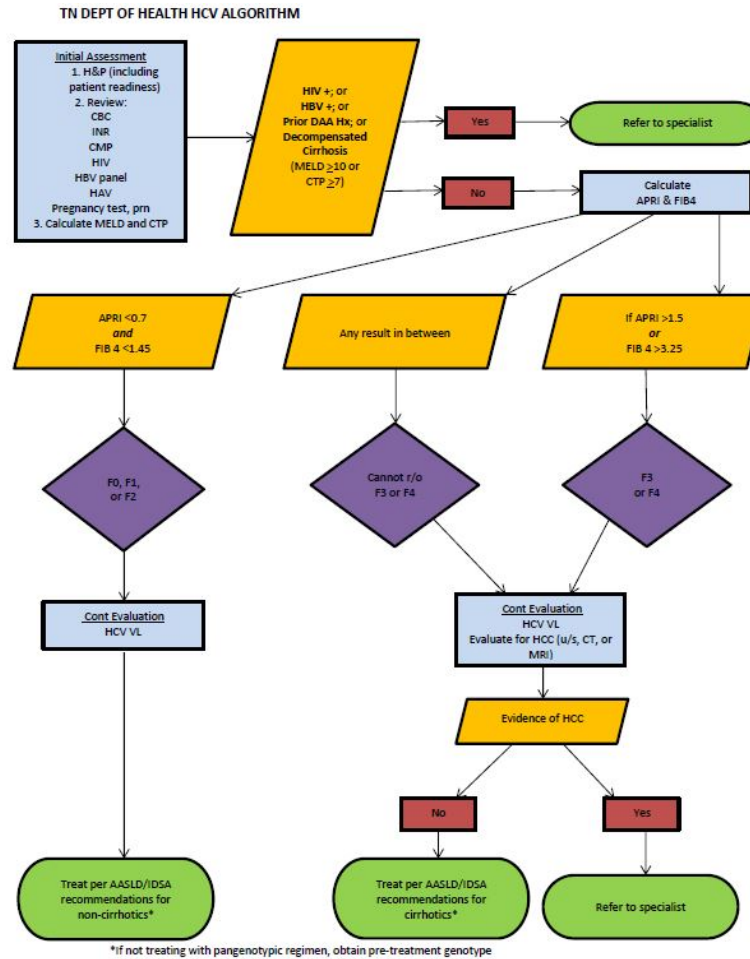 TN DEPT OF HEALTH HCV ALGORITHM
Initial Assessment
1. H&P (including
patient readiness)
2. Review:
CBC
INR
CMP
HIV
HBV panel
HAV
Pregnancy test, prn
3. Calculate MELD and CTP
HIV +; or
HBV +; or
Prior DAA Hx; or
Decompensated
Cirrhosis
(MELD ≥10 or
CTP ≥7)
Yes
Refer to specialist
No
Calculate
APRI & FIB4
APRI <0.7
and
FIB 4 <1.45
Any result in between
If APRI >1.5
or
FIB 4 >3.25
F0, F1,
or F2
Cannot r/o
F3 or F4
F3
or F4
Cont Evaluation
HCV VL
Cont Evaluation
HCV VL
Evaluate for HCC (u/s, CT, or
MRI)
Evidence of HCC
No
Yes
Treat per AASLD/IDSA
recommendations for
non-cirrhotics*
Treat per AASLD/IDSA
recommendations for
cirrhotics*
Refer to specialist
*If not treating with pangenotypic regimen, obtain pre-treatment genotype